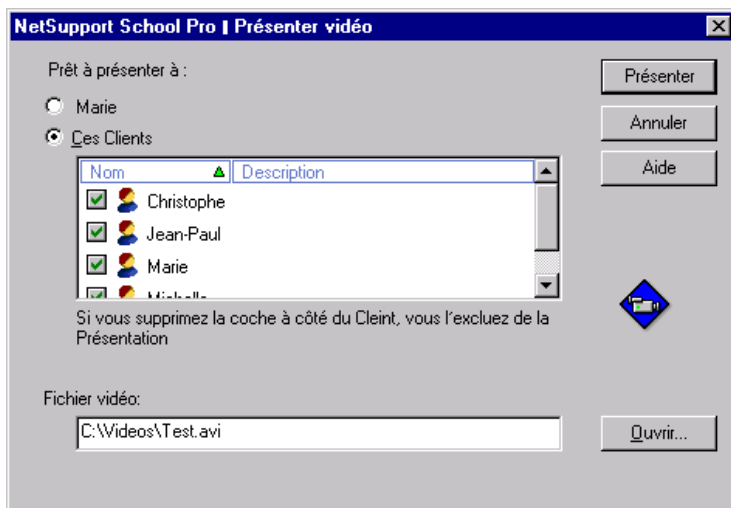 NetSupport School Pro | Présenter vidéo
Prêt à présenter à :
Présenter
Marie
Annuler
Ces Clients
Nom Description
Aide
Christophe
Jean-Paul
Marie
Si vous supprimez la coche à côté du Cleint, vous l'excluez de la
Présentation
Fichier vidéo:
C:\Videos\Test.avi
Ouvrir...